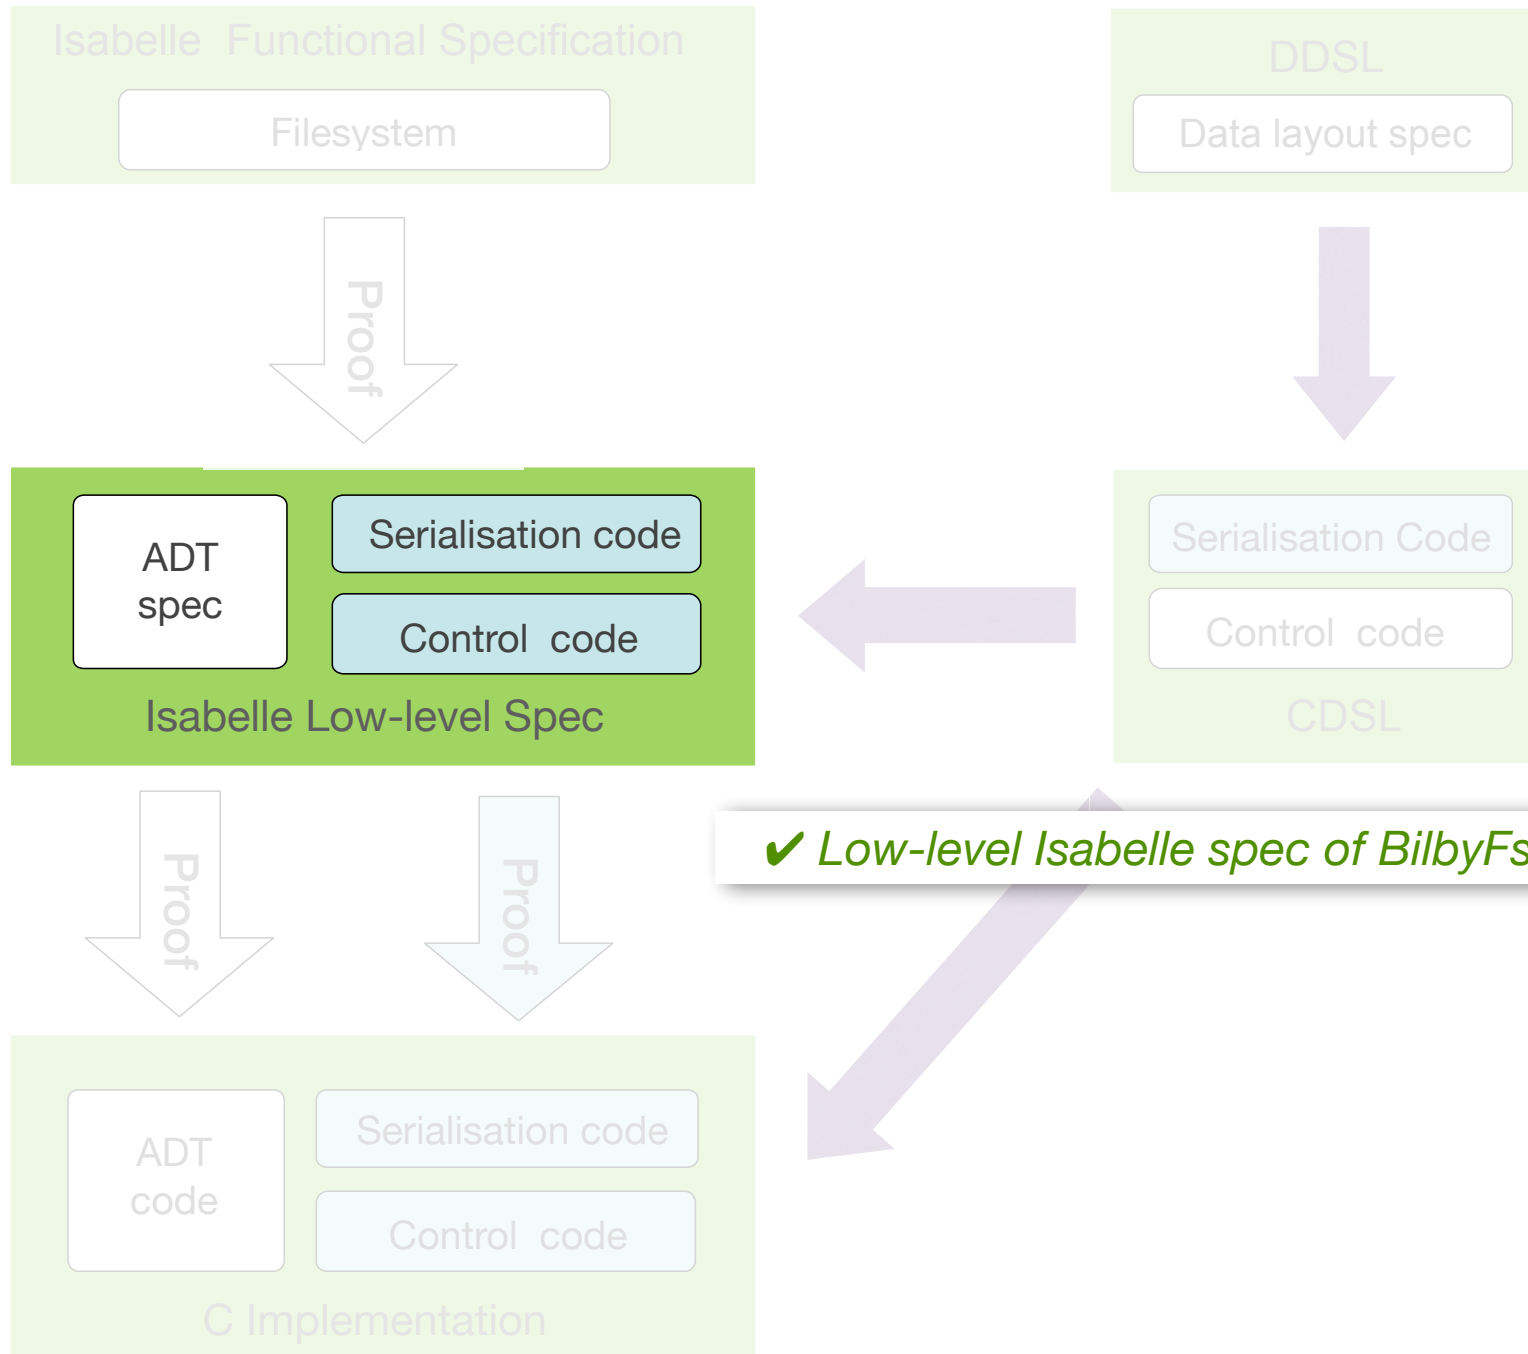 Isabelle  Functional Specification
Filesystem
DDSL
Data layout spec
Proof
ADT
spec
Serialisation code
Control  code
Isabelle Low-level Spec
Serialisation Code
Control  code
CDSL
✔ Low-level Isabelle spec of BilbyFs
Proof
Proof
ADT
code
Serialisation code
Control  code
C Implementation